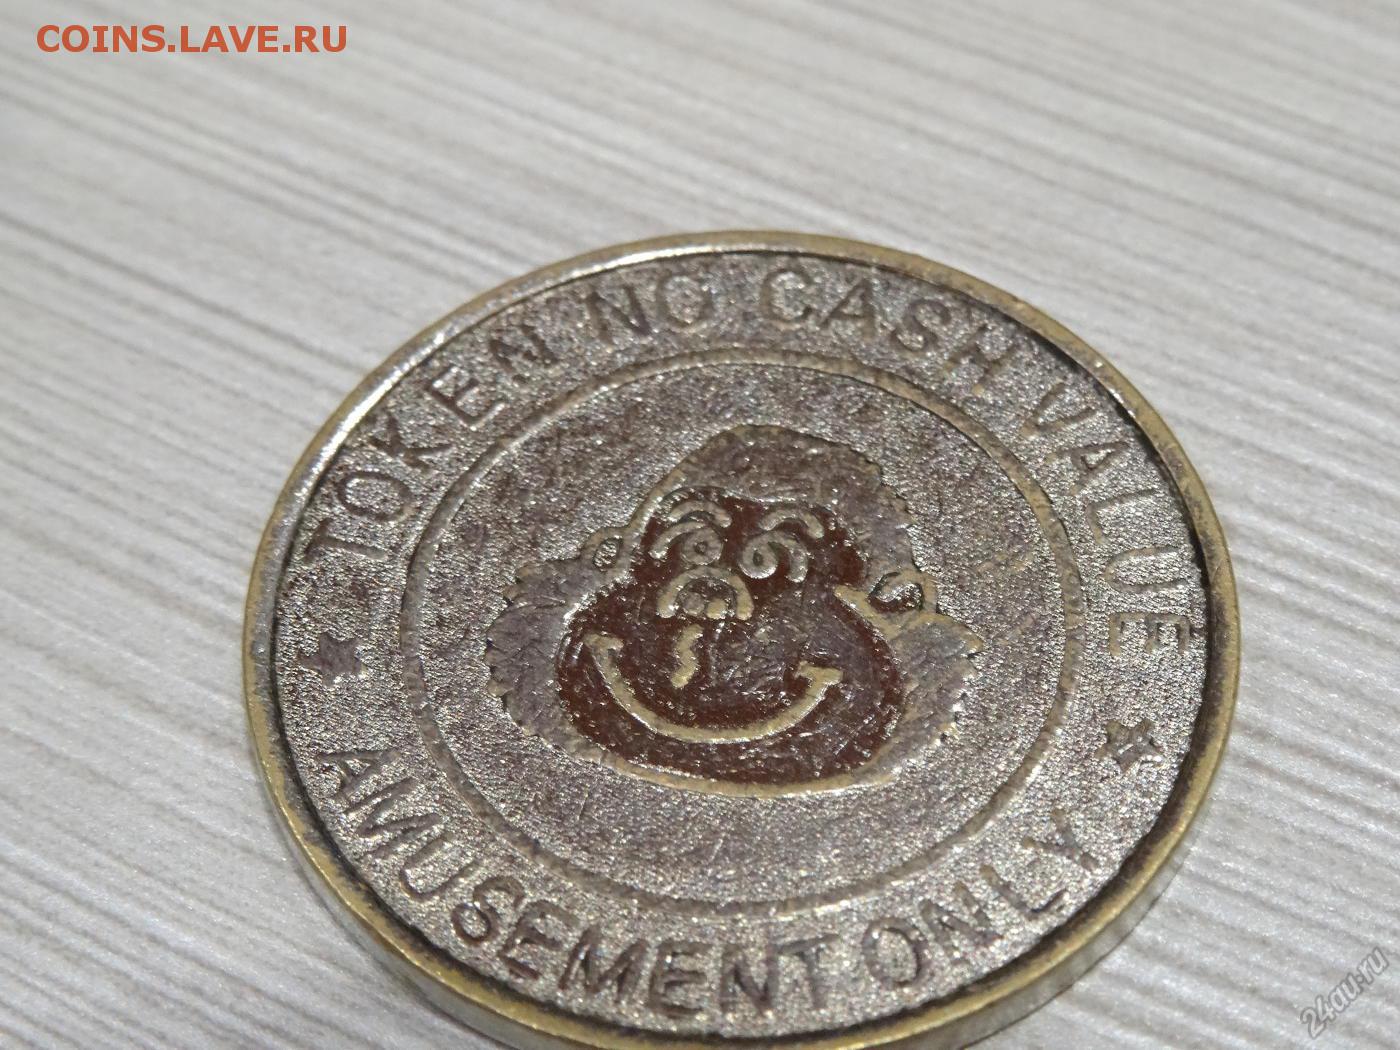 COINS.LAVE.RU
TOKEN NO CASH VALUE
AMUSEMENT ONLY
24au.ru